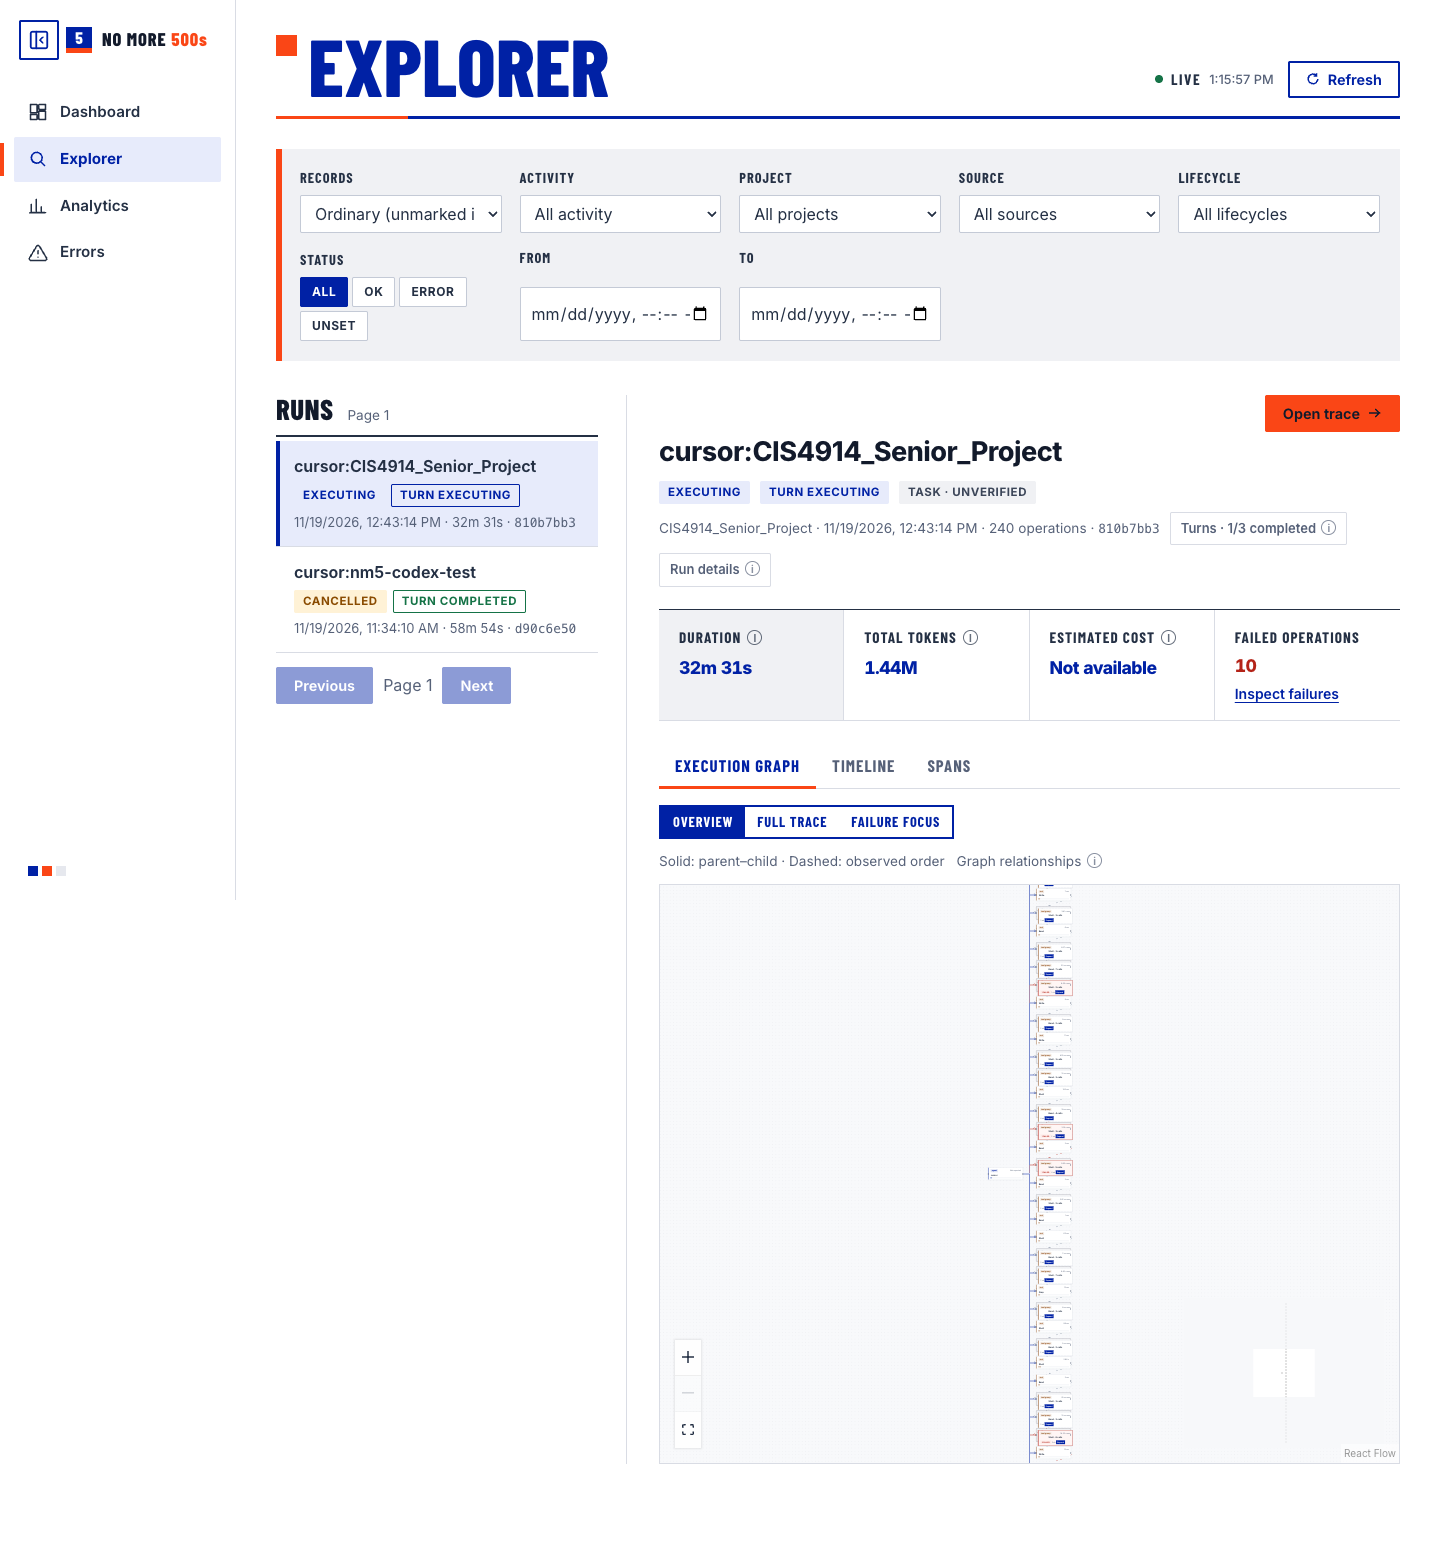 5 NO MORE 500s
Dashboard
Explorer
Analytics
Errors
EXPLORER
LIVE 1:15:57 PM Refresh
RECORDS ACTIVITY PROJECT SOURCE LIFECYCLE
Ordinary (unmarked i All activity All projects All sources All lifecycles
STATUS FROM TO
ALL OK ERROR
UNSET
mm/dd/yyyy, --:-- - mm/dd/yyyy, --:-- -
RUNS Page 1
cursor:CIS4914_Senior_Project
EXECUTING TURN EXECUTING
11/19/2026, 12:43:14 PM · 32m 31s · 810b7bb3
cursor:nm5-codex-test
CANCELLED TURN COMPLETED
11/19/2026, 11:34:10 AM · 58m 54s · d90c6e50
Previous Page 1 Next
Open trace →
cursor:CIS4914_Senior_Project
EXECUTING TURN EXECUTING TASK · UNVERIFIED
CIS4914_Senior_Project · 11/19/2026, 12:43:14 PM · 240 operations · 810b7bb3 Turns · 1/3 completed
Run details
DURATION TOTAL TOKENS ESTIMATED COST FAILED OPERATIONS
32m 31s 1.44M Not available 10
Inspect failures
EXECUTION GRAPH TIMELINE SPANS
OVERVIEW FULL TRACE FAILURE FOCUS
Solid: parent–child · Dashed: observed order Graph relationships
React Flow